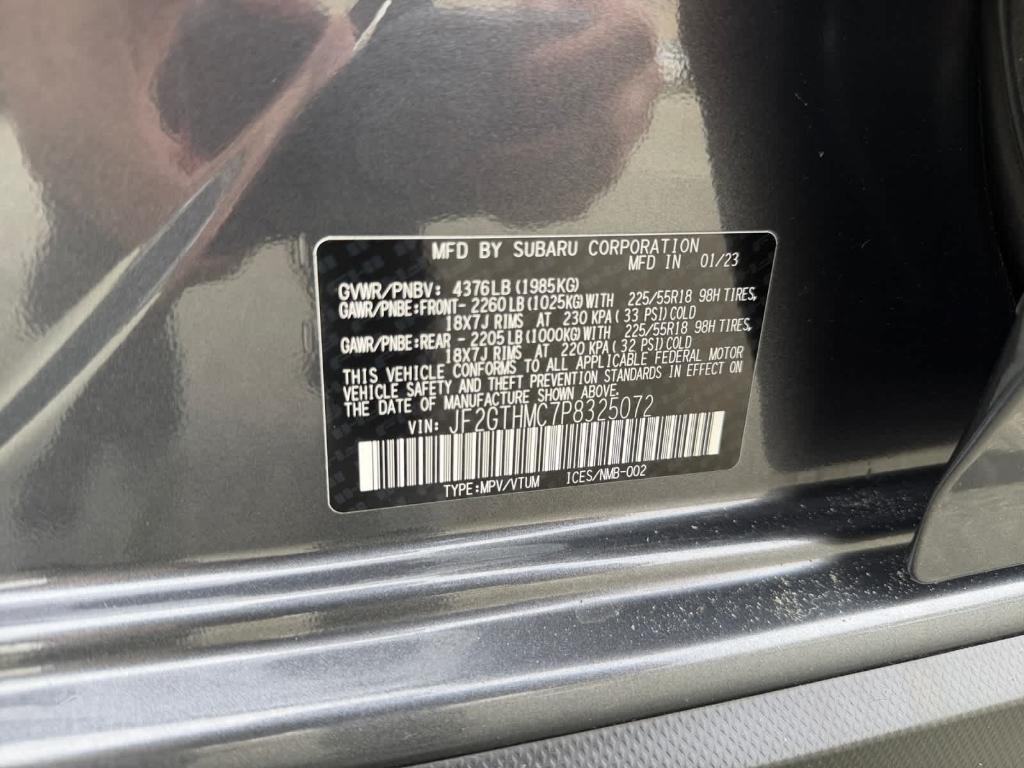 MFD BY SUBARU CORPORATION
MFD IN 01/23
GVWR/PNBV: 4376LB(1985KG)
GAWR/PNBE:FRONT- 2260LB(1025KG)WITH 225/55R18 98H TIRES,
18X7J RIMS AT 230 KPA(33 PSI)COLD
GAWR/PNBE:REAR - 2205LB(1000KG)WITH 225/55R18 98H TIRES,
18X7J RIMS AT 220 KPA(32 PSI)COLD
THIS VEHICLE CONFORMS TO ALL APPLICABLE FEDERAL MOTOR
VEHICLE SAFETY AND THEFT PREVENTION STANDARDS IN EFFECT ON
THE DATE OF MANUFACTURE SHOWN ABOVE.
VIN: JF2GTHMC7P8325072
TYPE:MPV/VTUM ICES/NMB-002